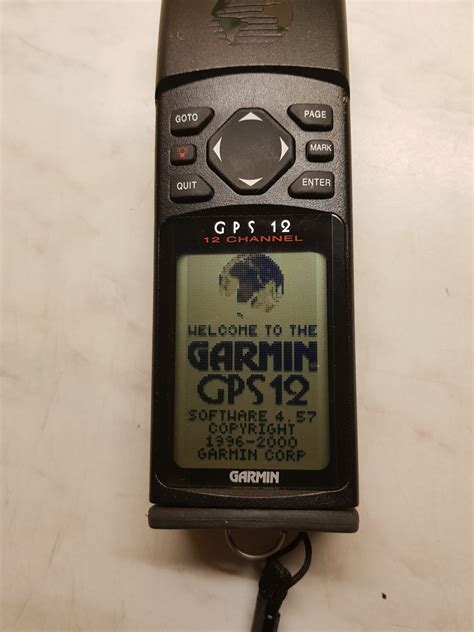 GOTO
PAGE
MARK
QUIT
ENTER
GPS 12
12 CHANNEL
WELCOME TO THE
GARMIN
GPS12
SOFTWARE 4.57
COPYRIGHT
1996-2000
GARMIN CORP
GARMIN